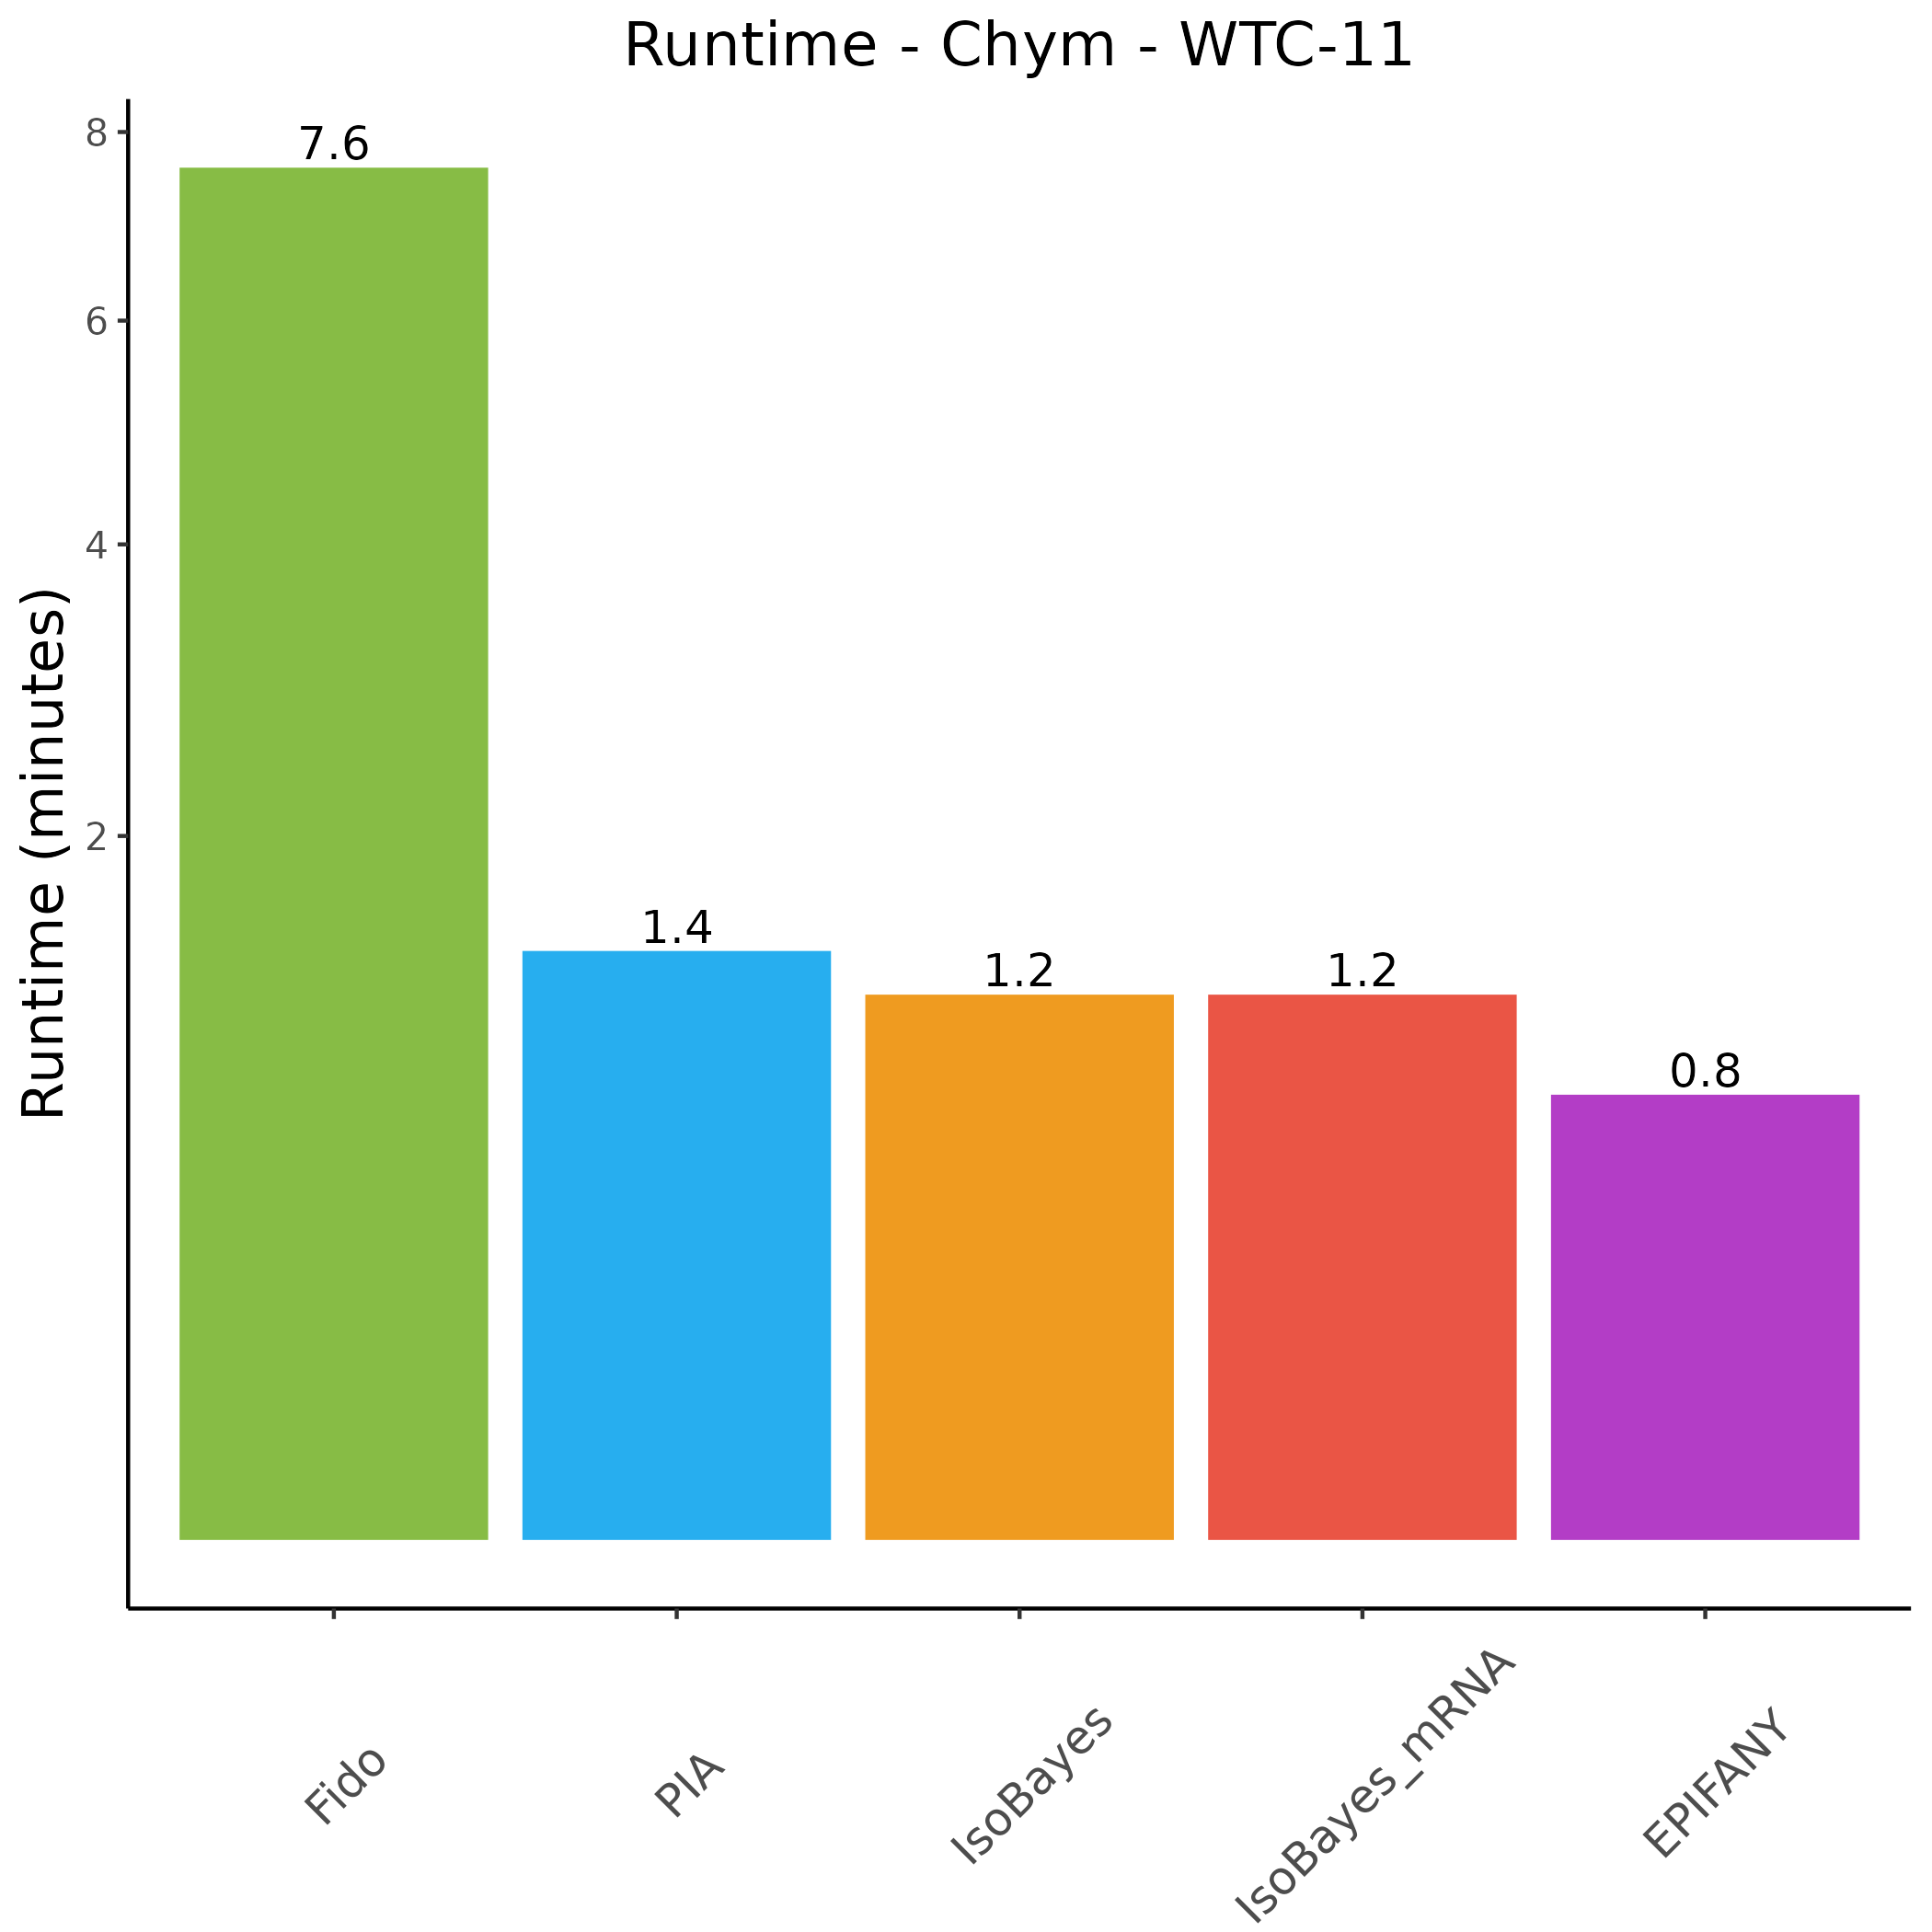 Runtime - Chym - WTC-11
Runtime (minutes)
8
6
4
2
7.6
1.4
1.2
1.2
0.8
Fido
PIA
IsoBayes
IsoBayes_mRNA
EPIFANY